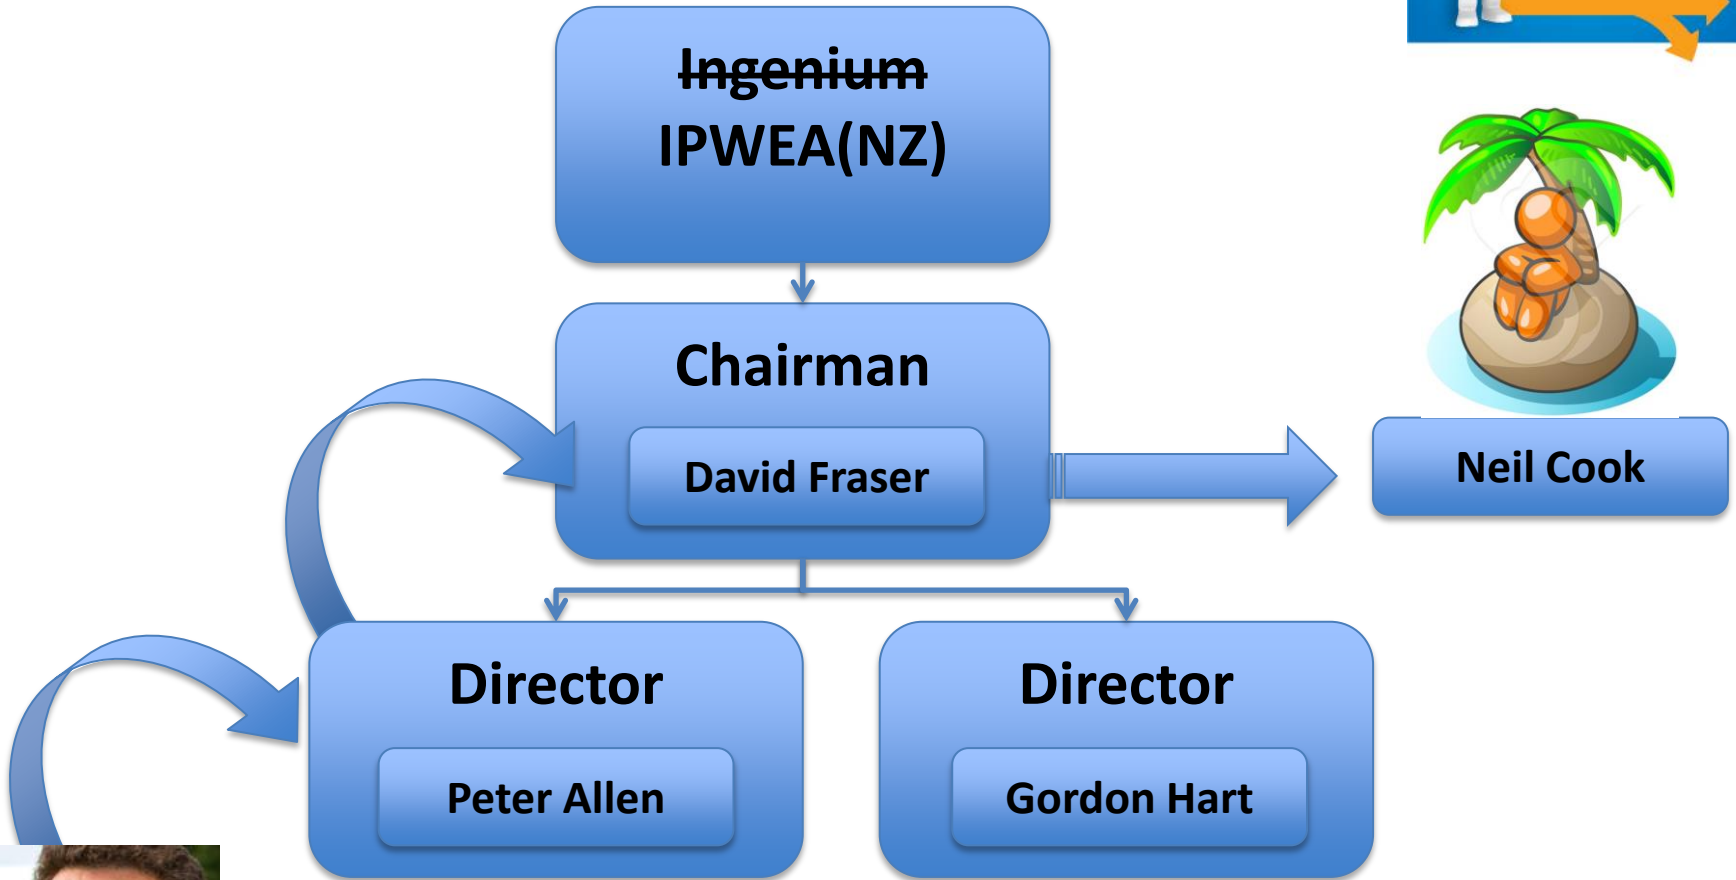 Ingenium
IPWEA(NZ)
Chairman
David Fraser
Neil Cook
Director
Peter Allen
Director
Gordon Hart